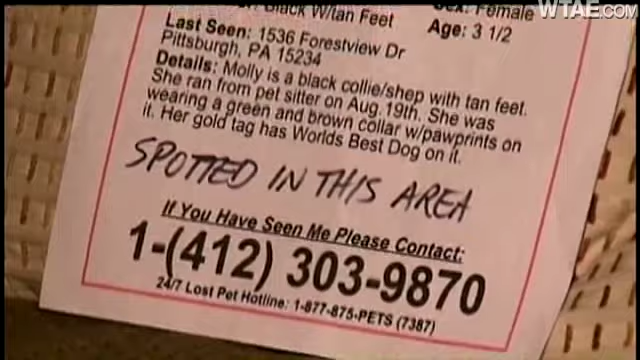 WTAE.COM
Black W/tan Feet
Sex: Female
Last Seen: 1536 Forestview Dr
Age: 3 1/2
Pittsburgh, PA 15234
Details: Molly is a black collie/shep with tan feet.
She ran from pet sitter on Aug.19th. She was
wearing a green and brown collar w/pawprints on
it. Her gold tag has Worlds Best Dog on it.
SPOTTED IN THIS AREA
If You Have Seen Me Please Contact:
1-(412) 303-9870
24/7 Lost Pet Hotline: 1-877-875-PETS (7387)